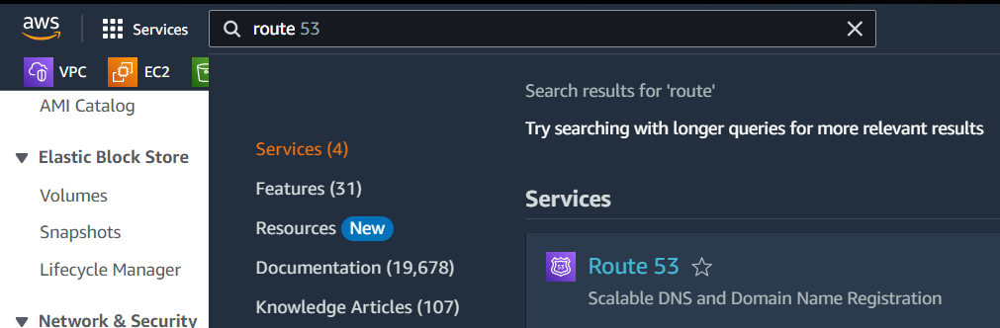 aws
Services
route 53
VPC
EC2
AMI Catalog
Elastic Block Store
Volumes
Snapshots
Lifecycle Manager
Network & Security
Services (4)
Features (31)
Resources New
Documentation (19,678)
Knowledge Articles (107)
Search results for 'route'
Try searching with longer queries for more relevant results
Services
53
Route 53
Scalable DNS and Domain Name Registration